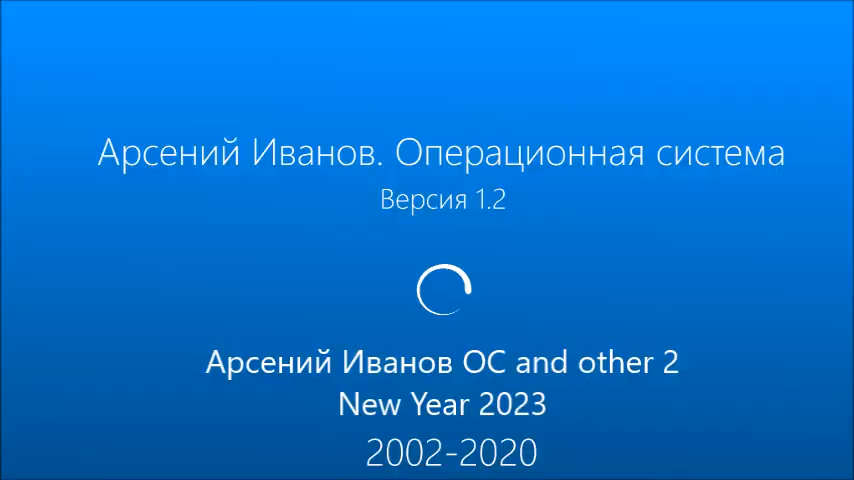 Арсений Иванов. Операционная система
Версия 1.2
Арсений Иванов ОС and other 2
New Year 2023
2002-2020